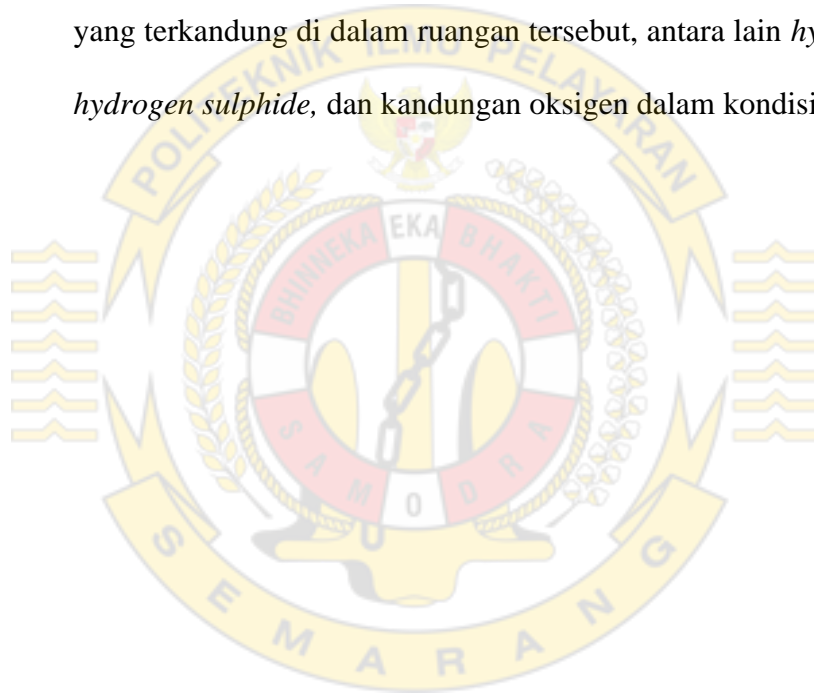 yang terkandung di dalam ruangan tersebut, antara lain
hydrogen sulphide, dan kandungan oksigen dalam kondisi
POLITEKNIK ILMU PELAYARAN
EKA
BHINNEKA BHAKTI
SAMODRA
SEMARANG